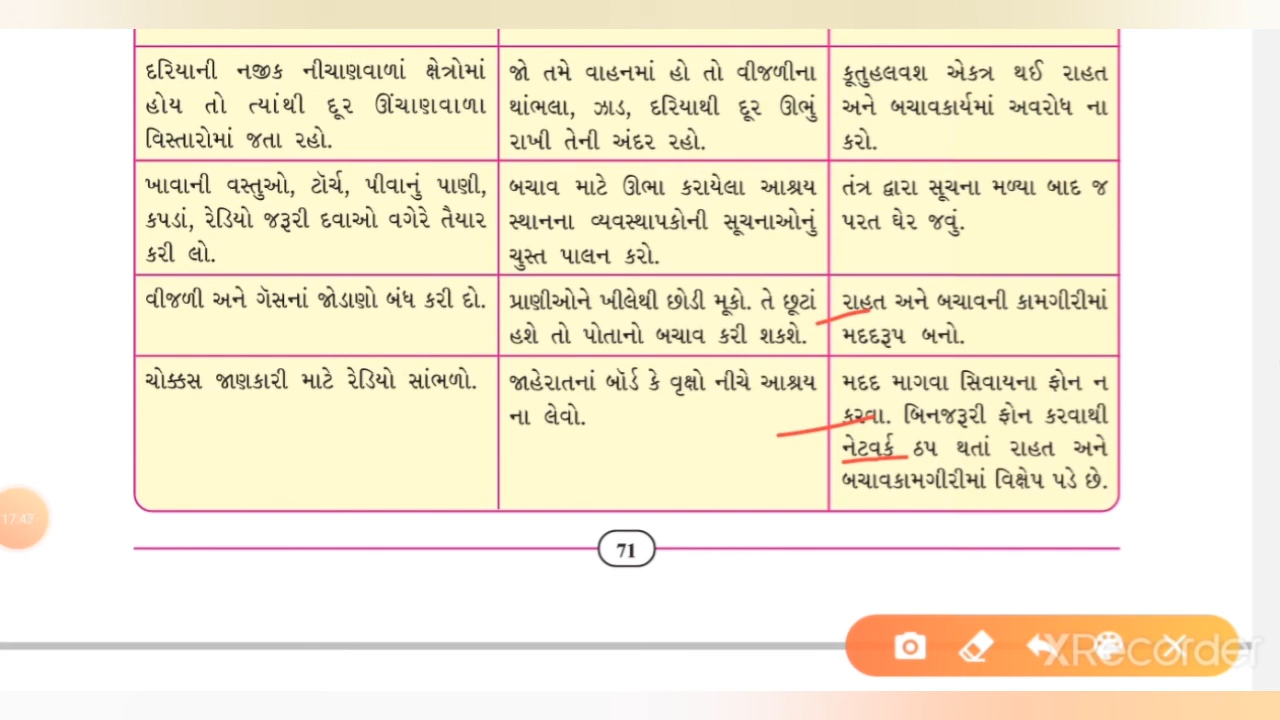 દરિયાની નજીક નીચાણવાળાં ક્ષેત્રોમાં
હોય તો ત્યાંથી દૂર ઊંચાણવાળા
વિસ્તારોમાં જતા રહો.
જો તમે વાહનમાં હો તો વીજળીના
થાંભલા, ઝાડ, દરિયાથી દૂર ઊભું
રાખી તેની અંદર રહો.
કૂતુહલવશ એકત્ર થઈ રાહત
અને બચાવકાર્યમાં અવરોધ ના
કરો.
ખાવાની વસ્તુઓ, ટૉર્ચ, પીવાનું પાણી,
કપડાં, રેડિયો જરૂરી દવાઓ વગેરે તૈયાર
કરી લો.
બચાવ માટે ઊભા કરાયેલા આશ્રય
સ્થાનના વ્યવસ્થાપકોની સૂચનાઓનું
ચુસ્ત પાલન કરો.
તંત્ર દ્વારા સૂચના મળ્યા બાદ જ
પરત ઘેર જવું.
વીજળી અને ગૅસનાં જોડાણો બંધ કરી દો.
પ્રાણીઓને ખીલેથી છોડી મૂકો. તે છૂટાં
હશે તો પોતાનો બચાવ કરી શકશે.
રાહત અને બચાવની કામગીરીમાં
મદદરૂપ બનો.
ચોક્કસ જાણકારી માટે રેડિયો સાંભળો.
જાહેરાતનાં બૉર્ડ કે વૃક્ષો નીચે આશ્રય
ના લેવો.
મદદ માગવા સિવાયના ફોન ન
કરવા. બિનજરૂરી ફોન કરવાથી
નેટવર્ક ઠપ થતાં રાહત અને
બચાવકામગીરીમાં વિક્ષેપ પડે છે.
17:43
71
XRecorder